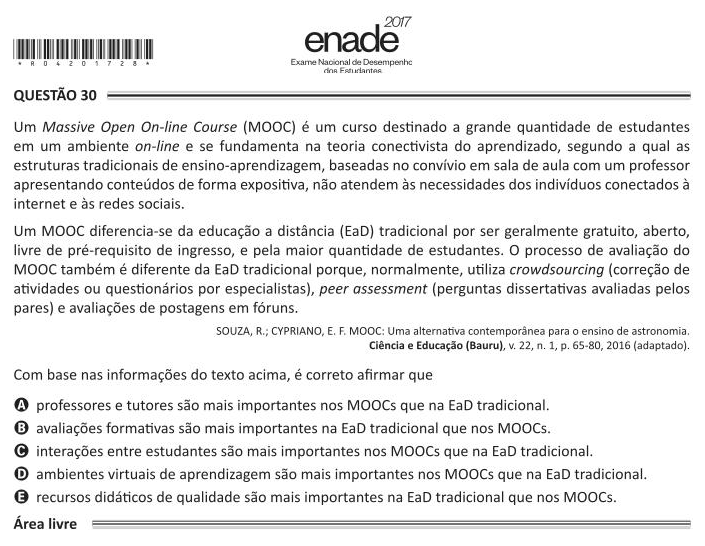 2017
enade
Exame Nacional de Desempenho
dos Estudantes
*R04201728*
QUESTÃO 30
Um Massive Open On-line Course (MOOC) é um curso destinado a grande quantidade de estudantes
em um ambiente on-line e se fundamenta na teoria conectivista do aprendizado, segundo a qual as
estruturas tradicionais de ensino-aprendizagem, baseadas no convívio em sala de aula com um professor
apresentando conteúdos de forma expositiva, não atendem às necessidades dos indivíduos conectados à
internet e às redes sociais.
Um MOOC diferencia-se da educação a distância (EaD) tradicional por ser geralmente gratuito, aberto,
livre de pré-requisito de ingresso, e pela maior quantidade de estudantes. O processo de avaliação do
MOOC também é diferente da EaD tradicional porque, normalmente, utiliza crowdsourcing (correção de
atividades ou questionários por especialistas), peer assessment (perguntas dissertativas avaliadas pelos
pares) e avaliações de postagens em fóruns.
SOUZA, R.; CYPRIANO, E. F. MOOC: Uma alternativa contemporânea para o ensino de astronomia.
Ciência e Educação (Bauru), v. 22, n. 1, p. 65-80, 2016 (adaptado).
Com base nas informações do texto acima, é correto afirmar que
A professores e tutores são mais importantes nos MOOCs que na EaD tradicional.
B avaliações formativas são mais importantes na EaD tradicional que nos MOOCs.
C interações entre estudantes são mais importantes nos MOOCs que na EaD tradicional.
D ambientes virtuais de aprendizagem são mais importantes nos MOOCs que na EaD tradicional.
E recursos didáticos de qualidade são mais importantes na EaD tradicional que nos MOOCs.
Área livre